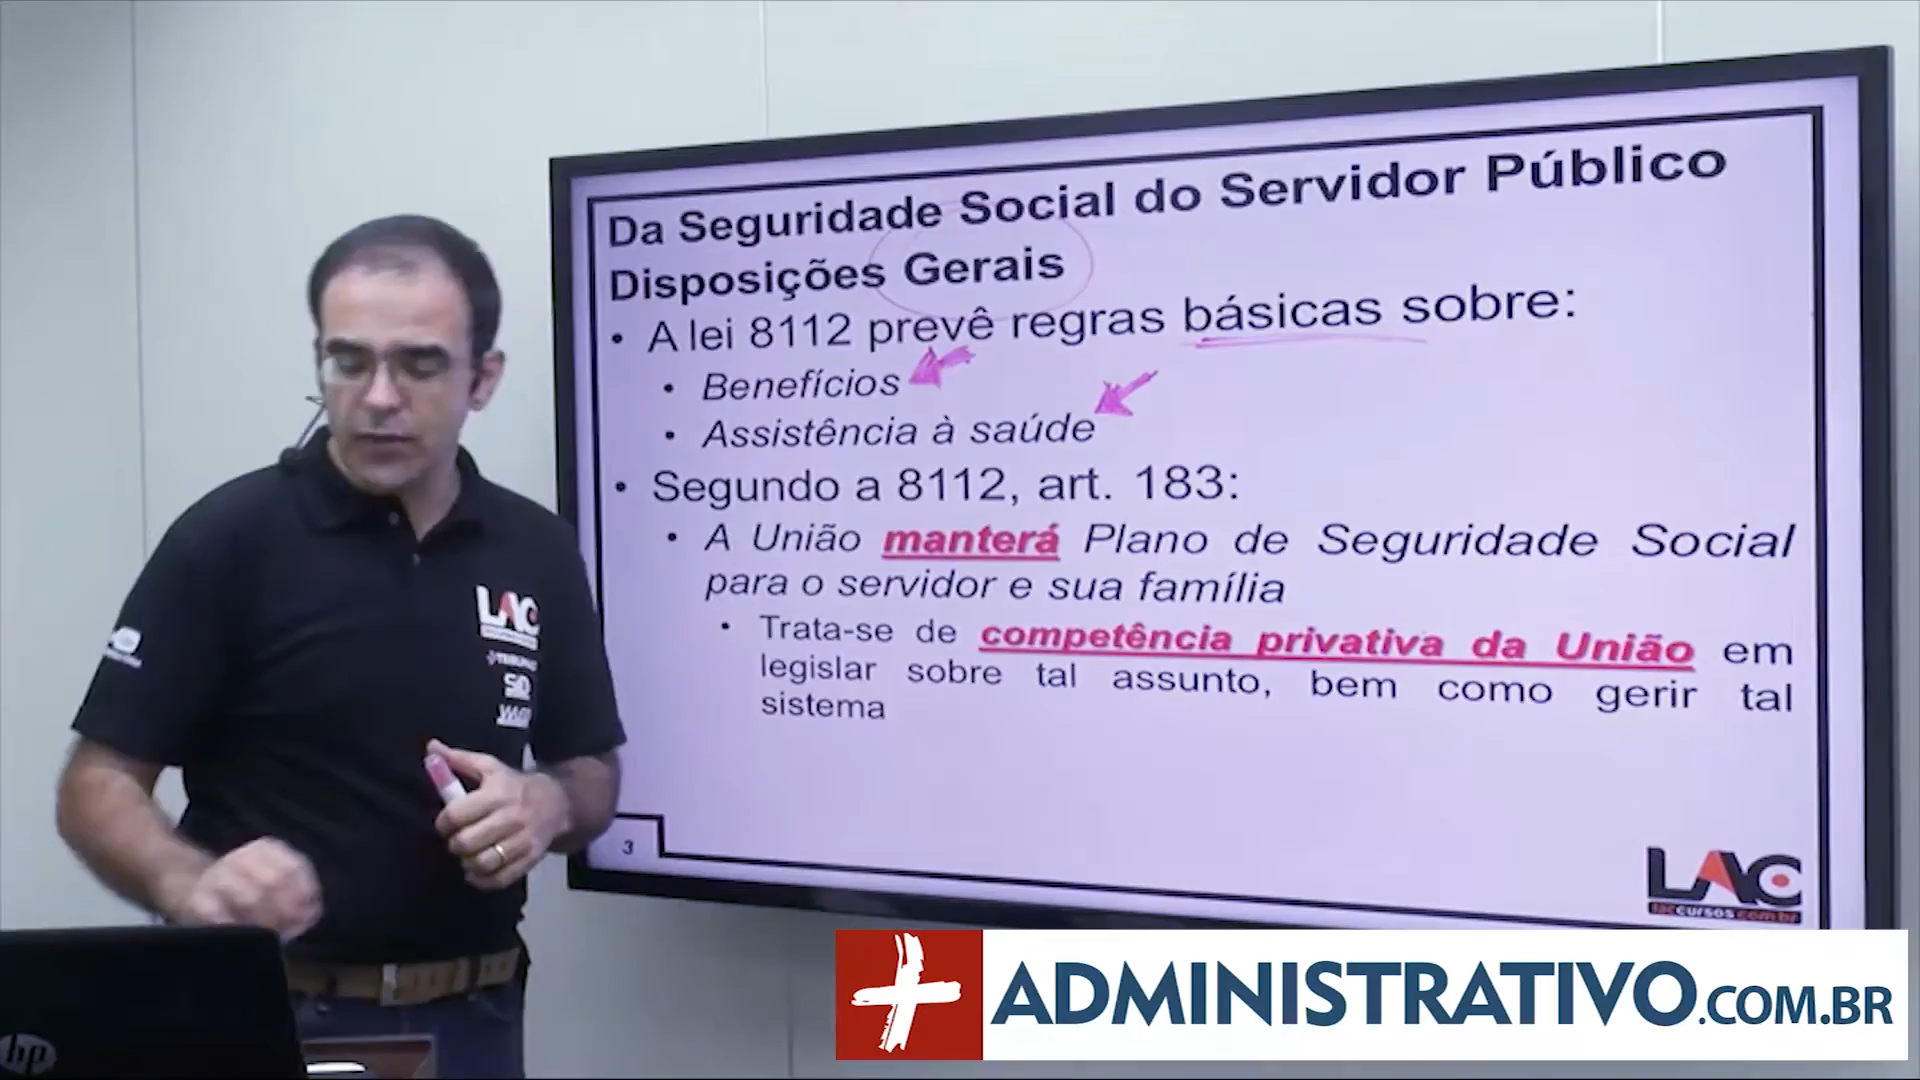 Da Seguridade Social do Servidor Público
Disposições Gerais
• A lei 8112 prevê regras básicas sobre:
• Benefícios
• Assistência à saúde
• Segundo a 8112, art. 183:
• A União manterá Plano de Seguridade Social
para o servidor e sua família
• Trata-se de competência privativa da União em
legislar sobre tal assunto, bem como gerir tal
sistema
3
LAC
laccursos.com.br
LAC
hp
+ADMINISTRATIVO.COM.BR